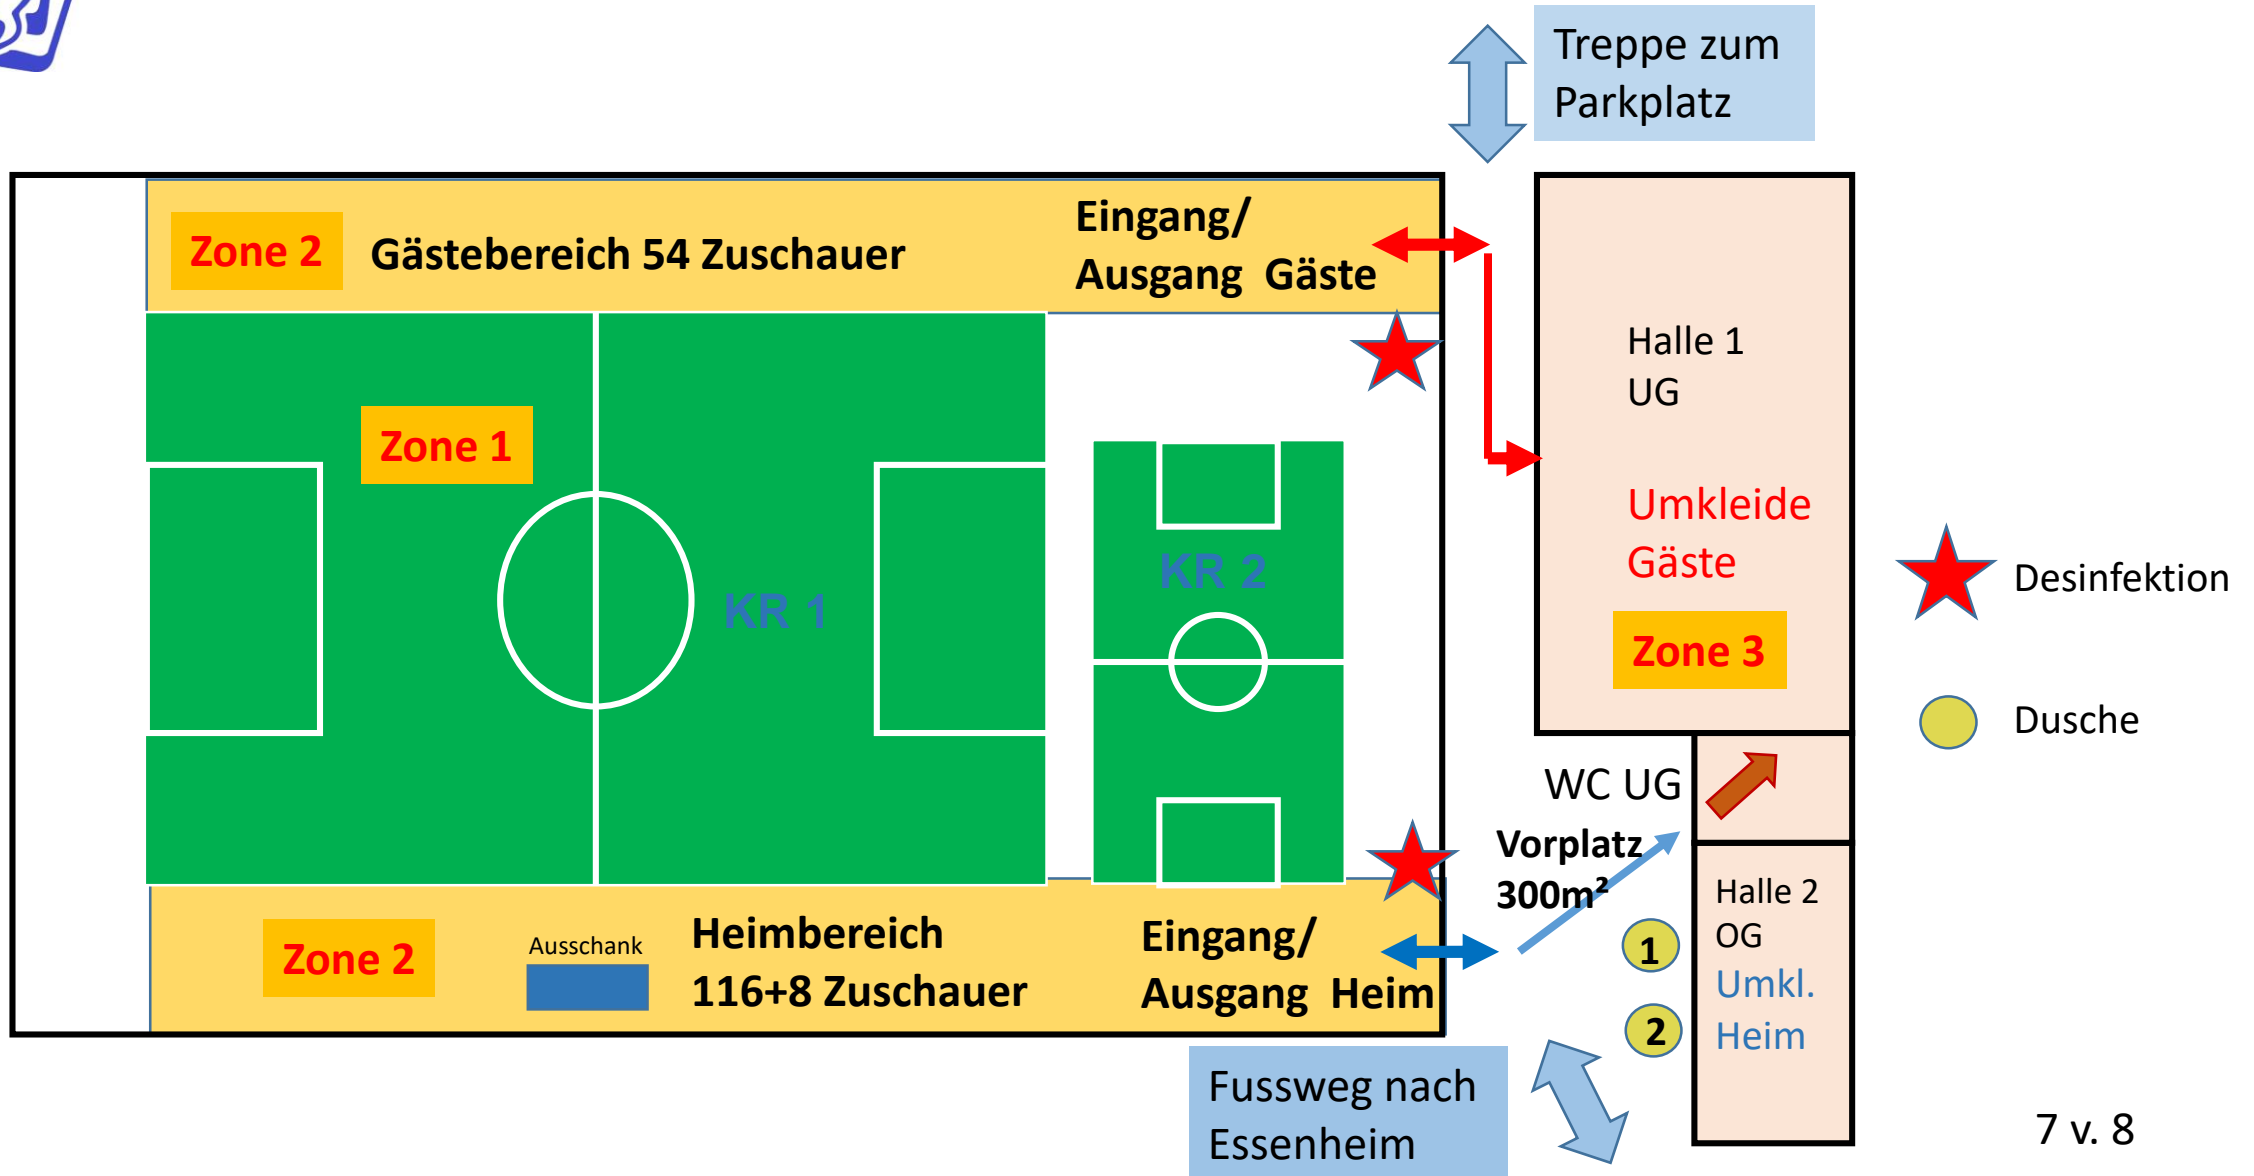 Treppe zum
Parkplatz
Zone 2
Gästebereich 54 Zuschauer
Eingang/
Ausgang Gäste
Halle 1
UG
Zone 1
Umkleide
Gäste
KR 2
KR 1
Desinfektion
Zone 3
Dusche
WC UG
Vorplatz
300m²
Halle 2
OG
Umkl.
Heim
1
2
Zone 2
Ausschank
Heimbereich
116+8 Zuschauer
Eingang/
Ausgang Heim
Fussweg nach
Essenheim
7 v. 8